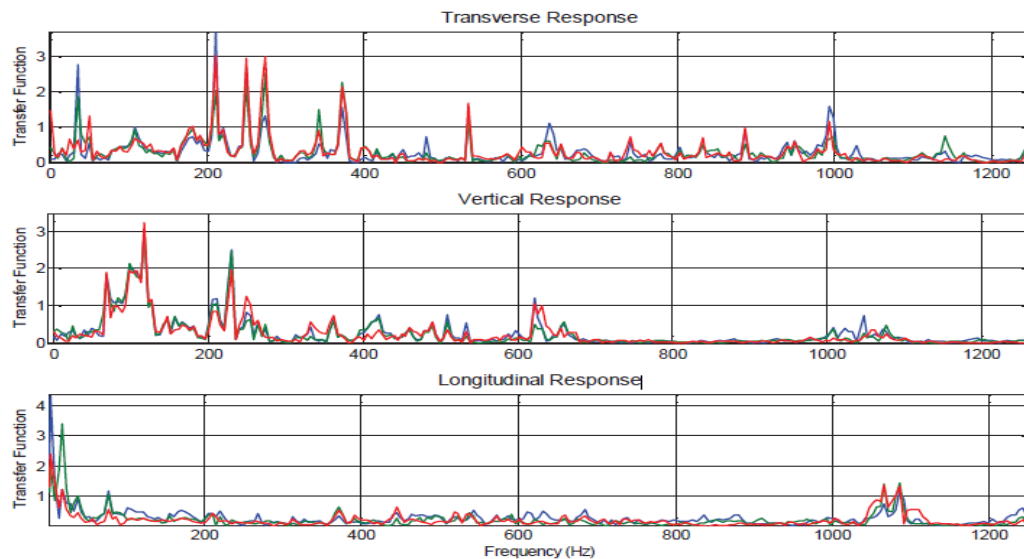 Transverse Response
Transfer Function
3
2
1
0
0 200 400 600 800 1000 1200
Vertical Response
Transfer Function
3
2
1
0
0 200 400 600 800 1000 1200
Longitudinal Response
Transfer Function
4
3
2
1
200 400 600 800 1000 1200
Frequency (Hz)